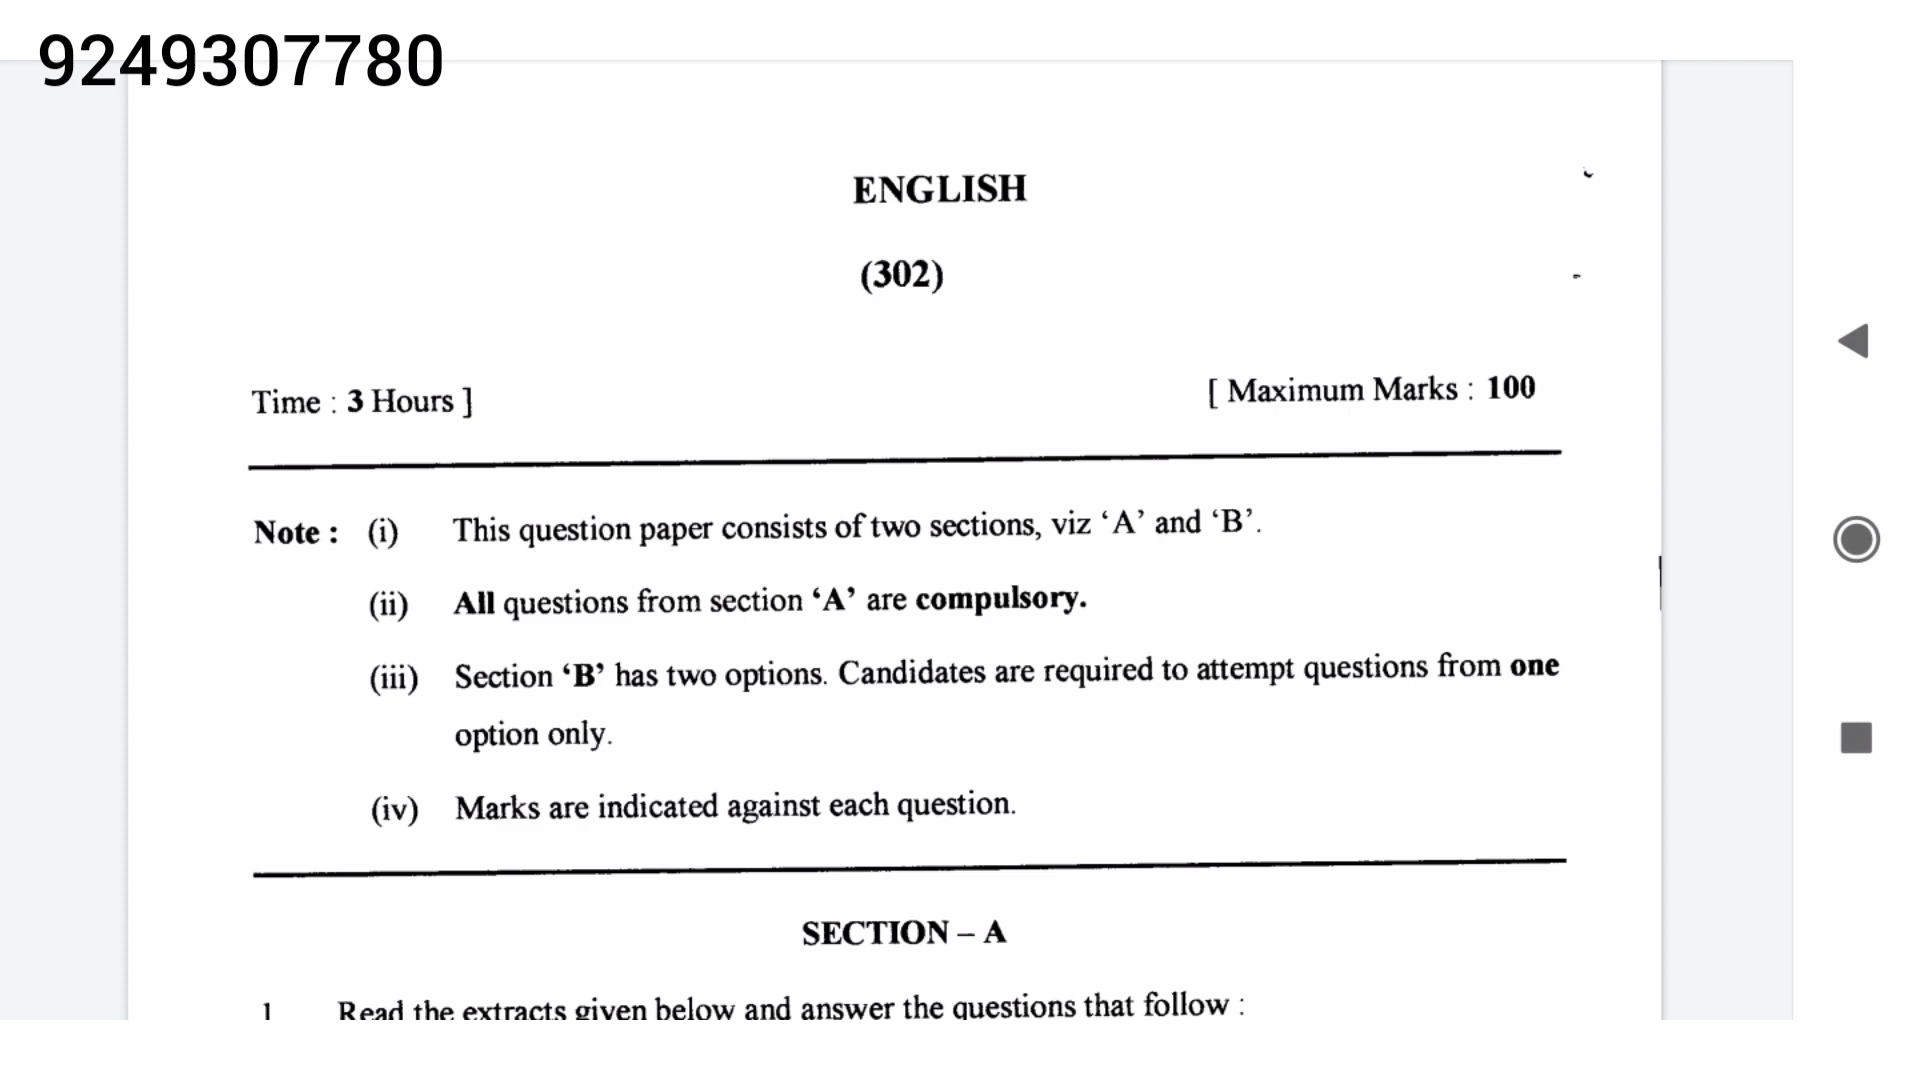 9249307780
ENGLISH
(302)
Time : 3 Hours ]
[ Maximum Marks : 100
Note : (i) This question paper consists of two sections, viz ‘A’ and ‘B’.
(ii) All questions from section ‘A’ are compulsory.
(iii) Section ‘B’ has two options. Candidates are required to attempt questions from one
option only.
(iv) Marks are indicated against each question.
SECTION – A
1 Read the extracts given below and answer the questions that follow :